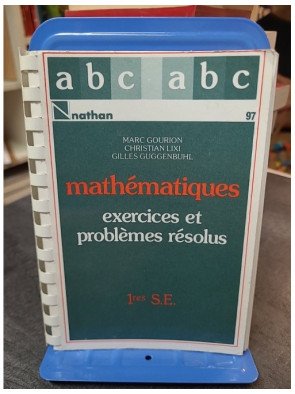 abc abc
nathan 97
MARC GOURION
CHRISTIAN LIXI
GILLES GUGGENBUHL
mathématiques
exercices et
problèmes résolus
1res S.E.